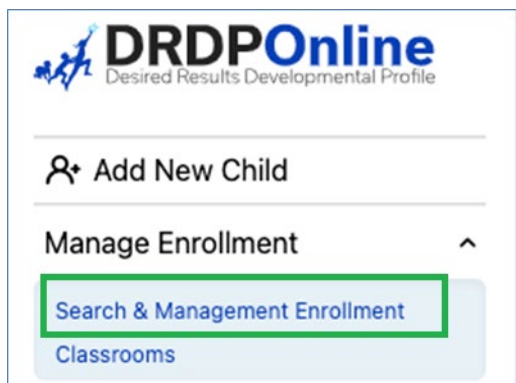 DRDPOnline
Desired Results Developmental Profile
Add New Child
Manage Enrollment
Search & Management Enrollment
Classrooms